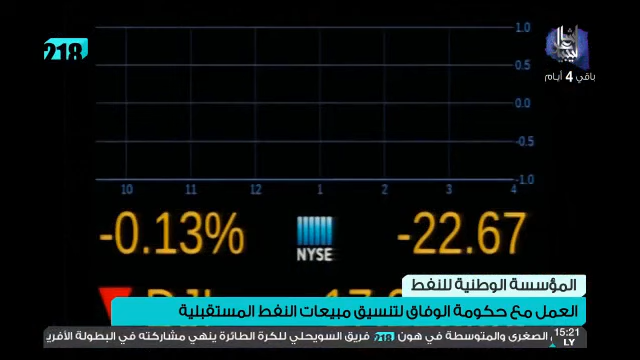 218
1.0
0.5
0.0
-0.5
-1.0
باقي 4 أيام
10 11 12 1 2 3 4
-0.13% NYSE -22.67
المؤسسة الوطنية للنفط
العمل مع حكومة الوفاق لتنسيق مبيعات النفط المستقبلية
15:21
LY
الصغرى والمتوسطة في هون 218 فريق السويحلي للكرة الطائرة ينهي مشاركته في البطولة الأفري